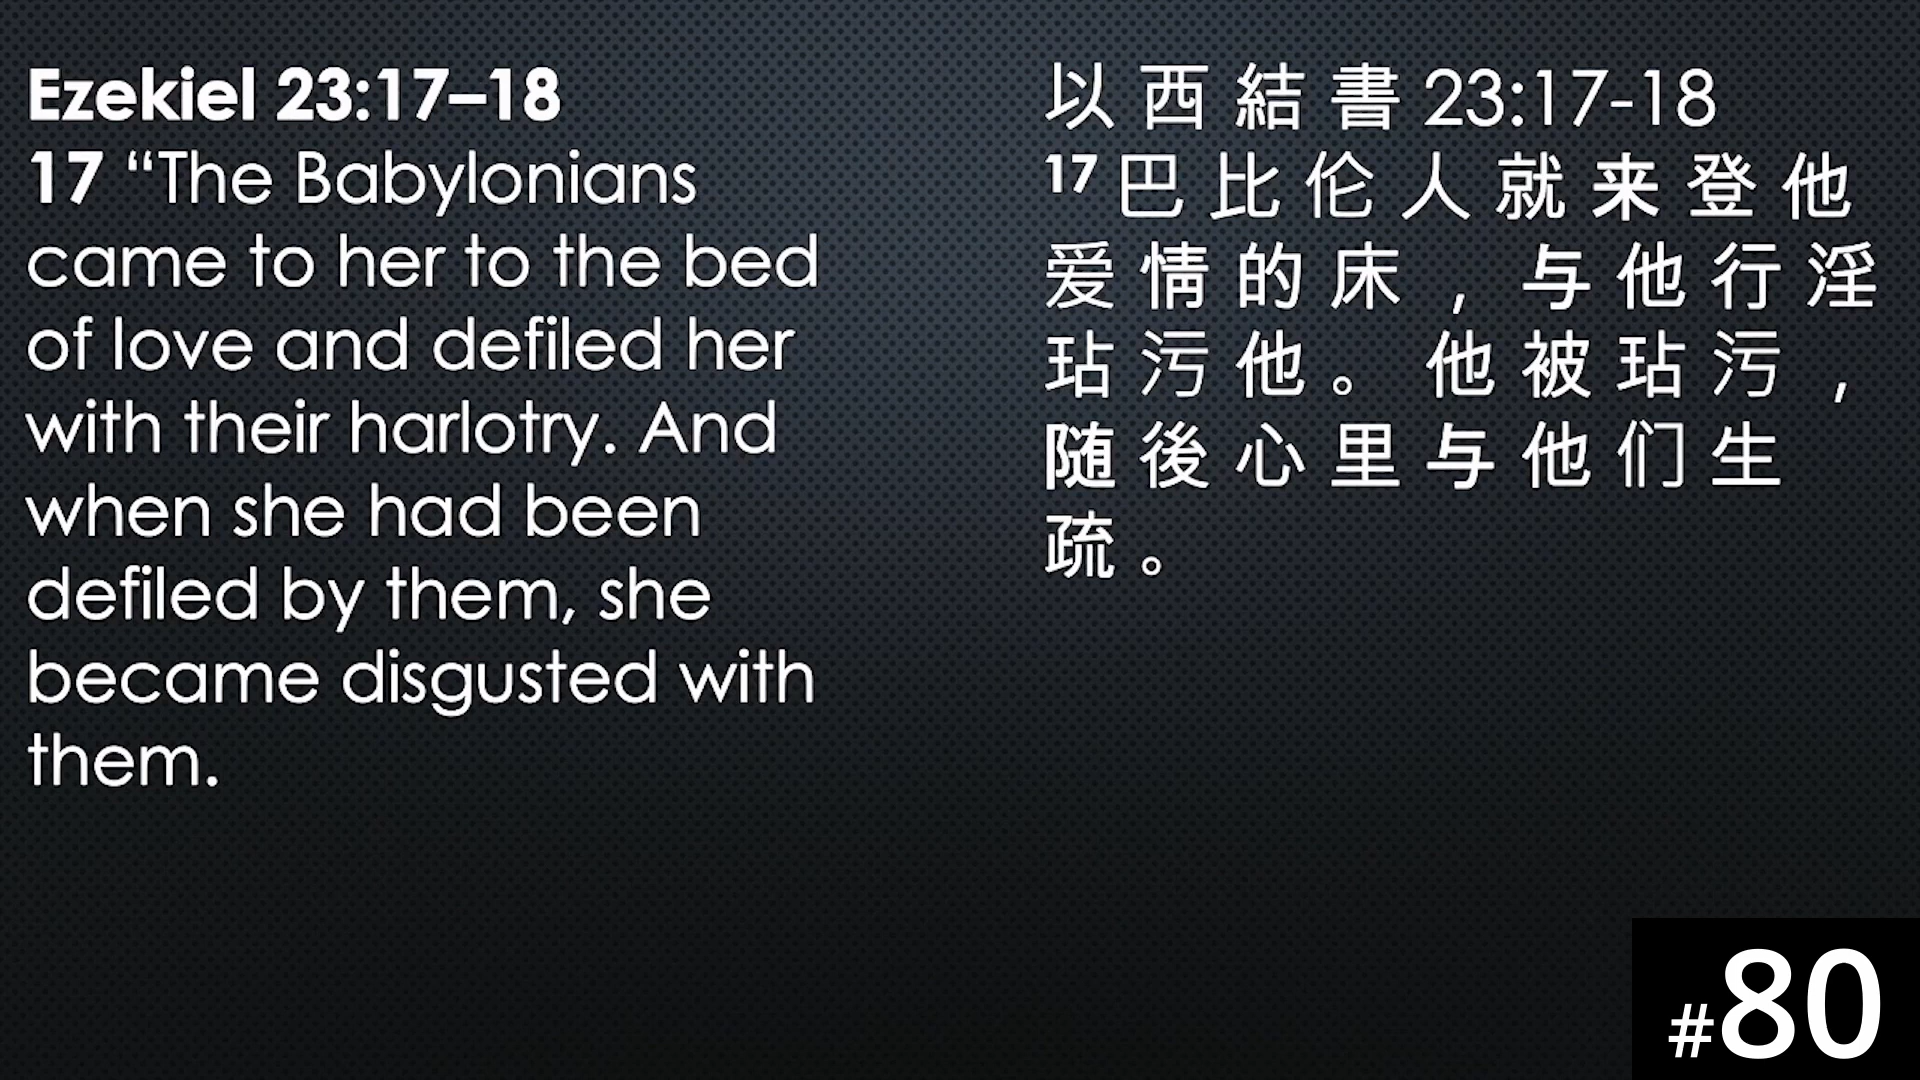 Ezekiel 23:17–18
17 “The Babylonians
came to her to the bed
of love and defiled her
with their harlotry. And
when she had been
defiled by them, she
became disgusted with
them.
以 西 結 書 23:17-18
17 巴 比 伦 人 就 来 登 他
爱 情 的 床 ， 与 他 行 淫
玷 污 他 。 他 被 玷 污 ，
随 後 心 里 与 他 们 生
疏 。
#80